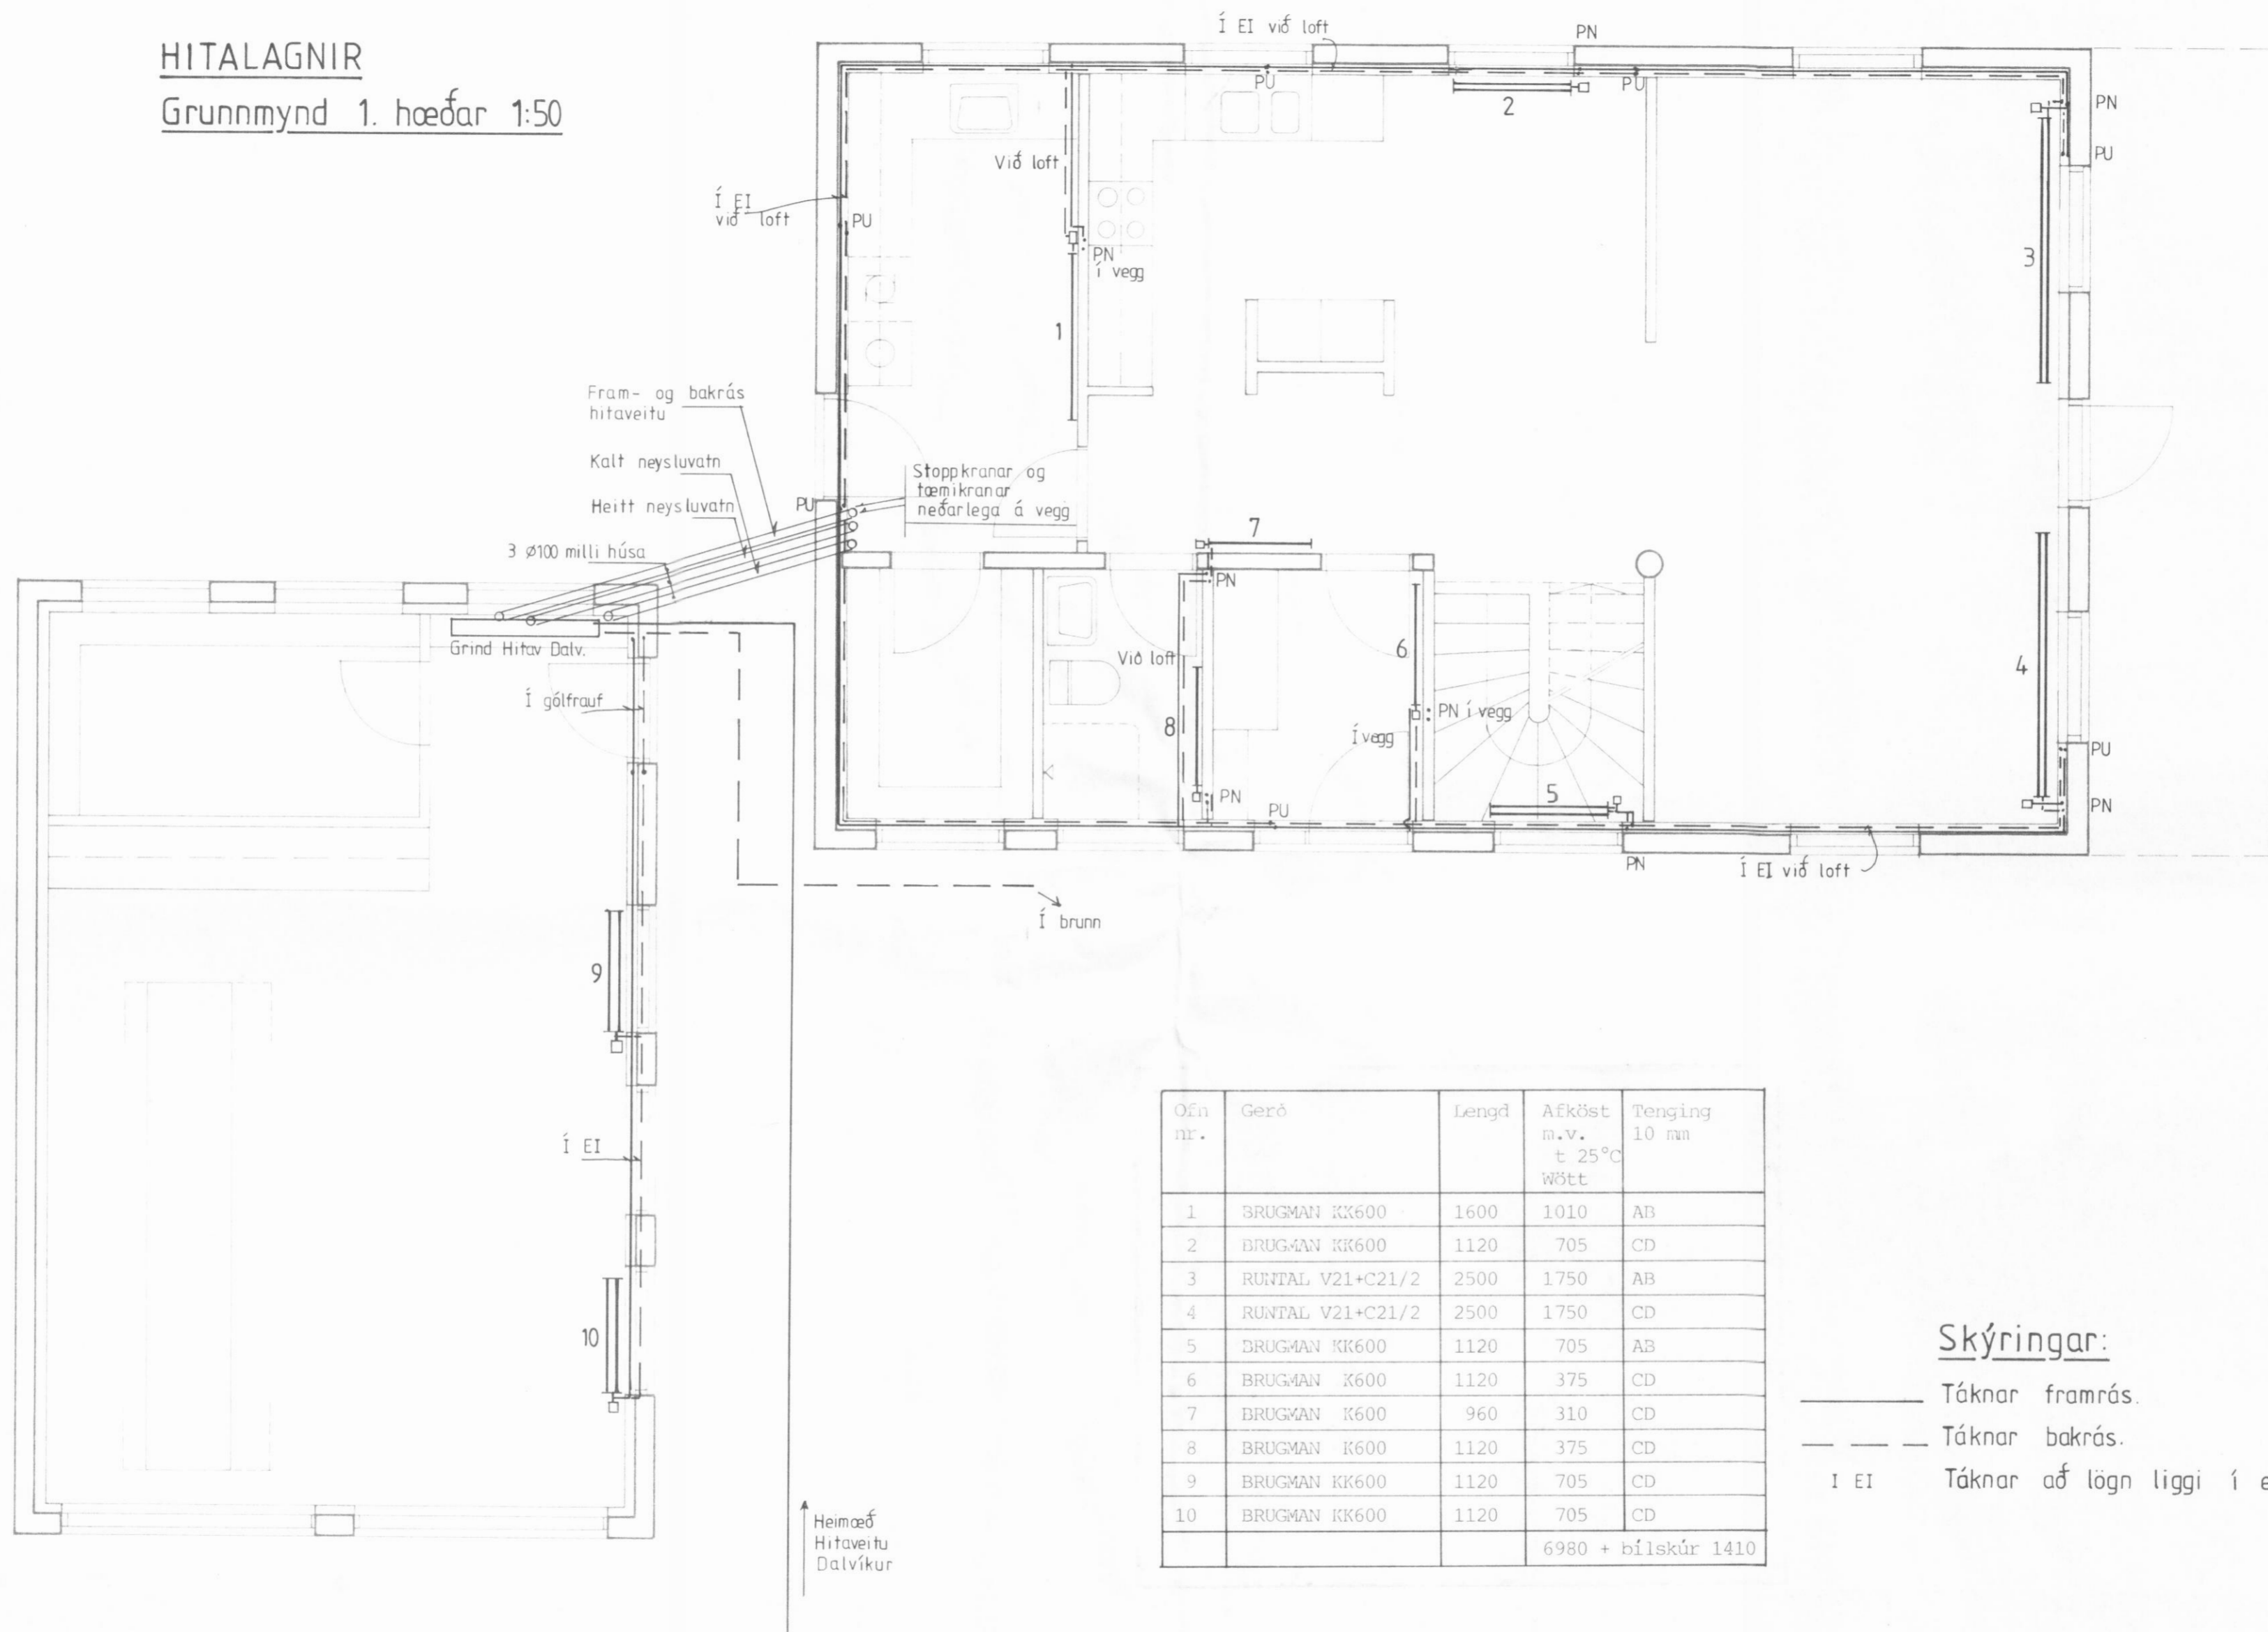 HITALAGNIR
Grunnmynd 1. hæðar 1:50
Í EI við loft
PN
PU
2
PU
PN
PU
Við loft
Í EI
við loft
PU
PN
í vegg
3
1
Fram- og bakrás
hitaveitu
Kalt neysluvatn
Heitt neysluvatn
3 ø100 milli húsa
Stoppkranar og
tæmikranar
neðarlega á vegg
PU
7
PN
Grind Hitav Dalv.
Í gólfrauf
Við loft
8
6
PN í vegg
Í vegg
4
PN
PU
5
PU
PN
PN
Í EI við loft
Í brunn
9
Í EI
10
Heimæð
Hitaveitu
Dalvíkur
Ofn nr. Gerð Lengd Afköst m.v. t 25°C Wött Tenging 10 mm
1 BRUGMAN KK600 1600 1010 AB
2 BRUGMAN KK600 1120 705 CD
3 RUNTAL V21+C21/2 2500 1750 AB
4 RUNTAL V21+C21/2 2500 1750 CD
5 BRUGMAN KK600 1120 705 AB
6 BRUGMAN K600 1120 375 CD
7 BRUGMAN K600 960 310 CD
8 BRUGMAN K600 1120 375 CD
9 BRUGMAN KK600 1120 705 CD
10 BRUGMAN KK600 1120 705 CD
6980 + bílskúr 1410
Skýringar:
Táknar framrás.
Táknar bakrás.
I EI Táknar að lögn liggi í